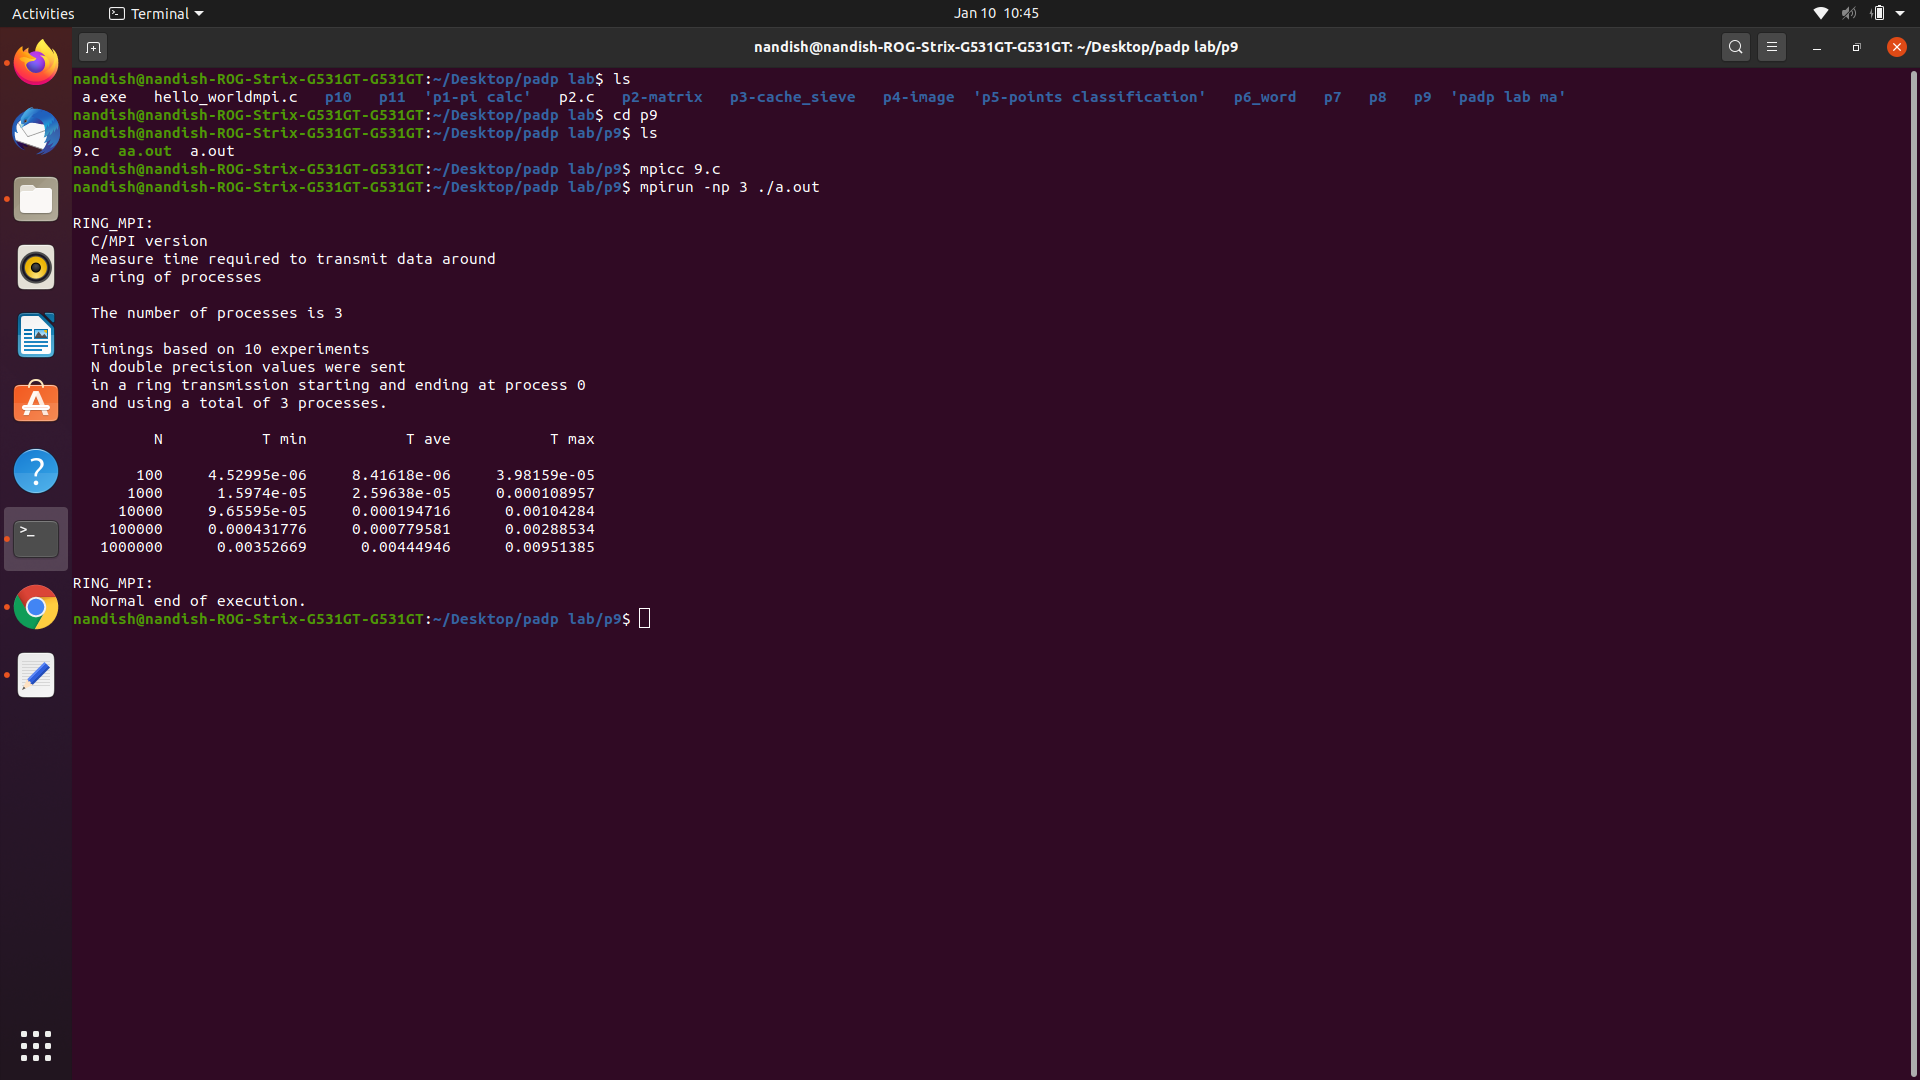 Activities Terminal Jan 10 10:45
nandish@nandish-ROG-Strix-G531GT-G531GT: ~/Desktop/padp lab/p9
nandish@nandish-ROG-Strix-G531GT-G531GT:~/Desktop/padp lab$ ls
a.exe hello_worldmpi.c p10 p11 'p1-pi calc' p2.c p2-matrix p3-cache_sieve p4-image 'p5-points classification' p6_word p7 p8 p9 'padp lab ma'
nandish@nandish-ROG-Strix-G531GT-G531GT:~/Desktop/padp lab$ cd p9
nandish@nandish-ROG-Strix-G531GT-G531GT:~/Desktop/padp lab/p9$ ls
9.c aa.out a.out
nandish@nandish-ROG-Strix-G531GT-G531GT:~/Desktop/padp lab/p9$ mpicc 9.c
nandish@nandish-ROG-Strix-G531GT-G531GT:~/Desktop/padp lab/p9$ mpirun -np 3 ./a.out
RING_MPI:
C/MPI version
Measure time required to transmit data around
a ring of processes
The number of processes is 3
Timings based on 10 experiments
N double precision values were sent
in a ring transmission starting and ending at process 0
and using a total of 3 processes.
N T min T ave T max
100 4.52995e-06 8.41618e-06 3.98159e-05
1000 1.5974e-05 2.59638e-05 0.000108957
10000 9.65595e-05 0.000194716 0.00104284
100000 0.000431776 0.000779581 0.00288534
1000000 0.00352669 0.00444946 0.00951385
RING_MPI:
Normal end of execution.
nandish@nandish-ROG-Strix-G531GT-G531GT:~/Desktop/padp lab/p9$